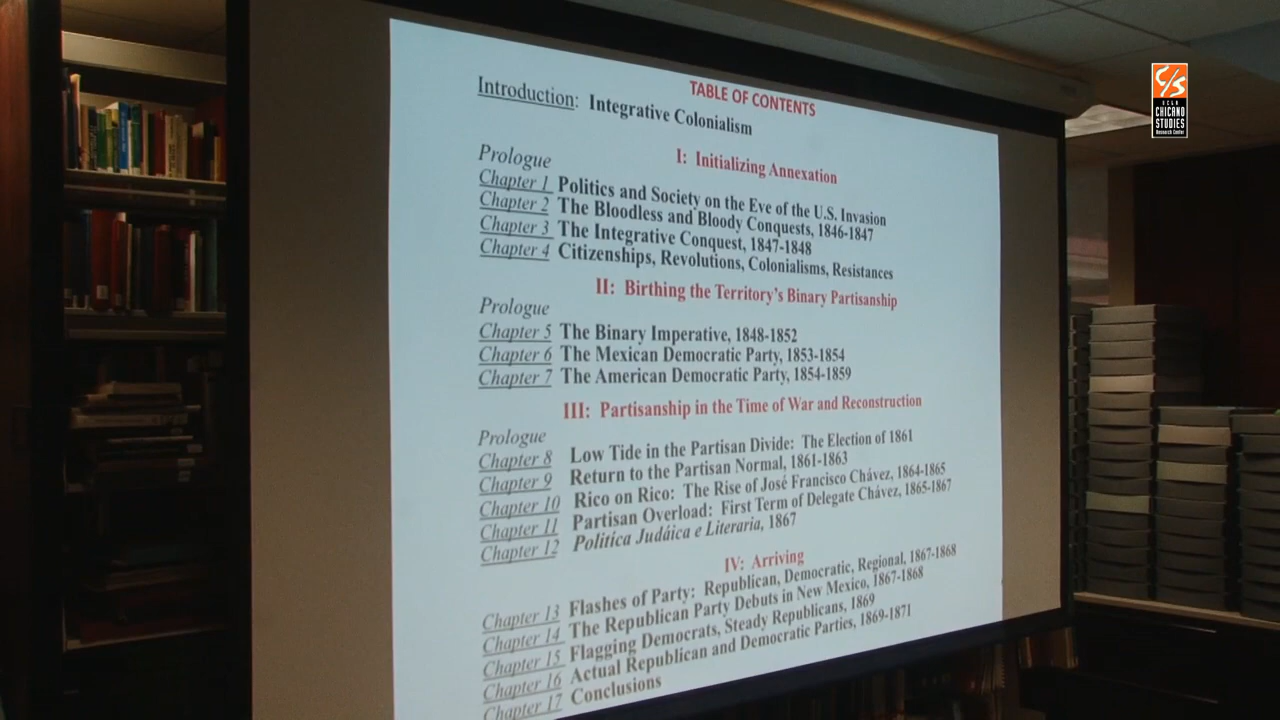 TABLE OF CONTENTS
Introduction: Integrative Colonialism
I: Initializing Annexation
Prologue
Chapter 1 Politics and Society on the Eve of the U.S. Invasion
Chapter 2 The Bloodless and Bloody Conquests, 1846-1847
Chapter 3 The Integrative Conquest, 1847-1848
Chapter 4 Citizenships, Revolutions, Colonialisms, Resistances
II: Birthing the Territory's Binary Partisanship
Prologue
Chapter 5 The Binary Imperative, 1848-1852
Chapter 6 The Mexican Democratic Party, 1853-1854
Chapter 7 The American Democratic Party, 1854-1859
III: Partisanship in the Time of War and Reconstruction
Prologue
Chapter 8 Low Tide in the Partisan Divide: The Election of 1861
Chapter 9 Return to the Partisan Normal, 1861-1863
Chapter 10 Rico on Rico: The Rise of José Francisco Chávez, 1864-1865
Chapter 11 Partisan Overload: First Term of Delegate Chávez, 1865-1867
Chapter 12 Politica Judáica e Literaria, 1867
IV: Arriving
Chapter 13 Flashes of Party: Republican, Democratic, Regional, 1867-1868
Chapter 14 The Republican Party Debuts in New Mexico, 1867-1868
Chapter 15 Flagging Democrats, Steady Republicans, 1869
Chapter 16 Actual Republican and Democratic Parties, 1869-1871
Chapter 17 Conclusions
C/S
UCLA
CHICANO
STUDIES
Research Center